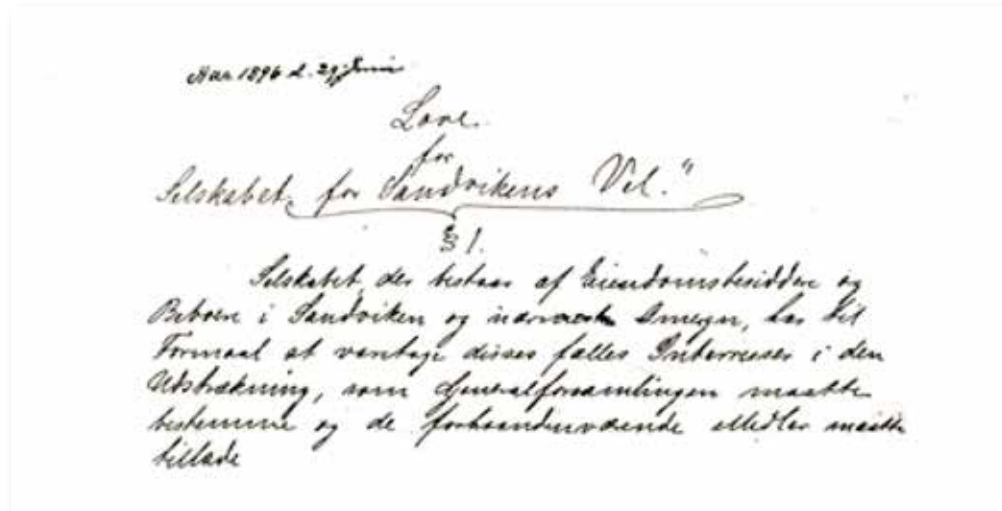 Aar 1896 d. 29 Juni
Love
for
Selskabet for Sandvikens Vel."
§ 1.
Selskabet, der bestaar af Eiendomsbesiddere og
Beboere i Sandviken og nærmeste Omegn, har til
Formaal at varetage disses fælles Interesser i den
Udstrækning, som Generalforsamlingen maatte
bestemme og de forhaandenværende Midler maatte
tillade